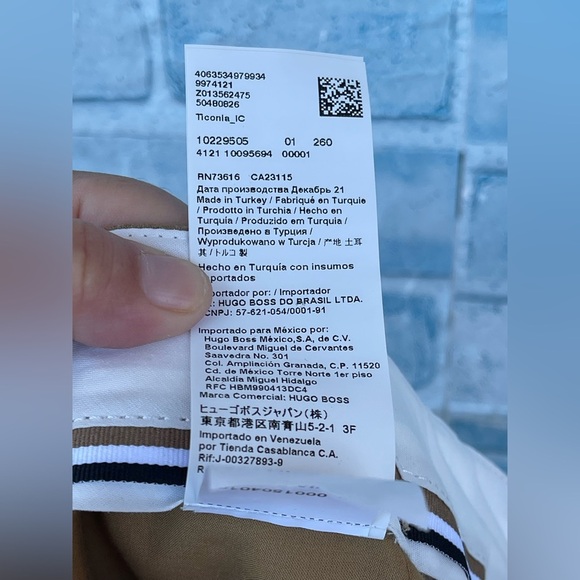 4063534979934
9974121
Z013562475
504B0826
Ticonia_IC
10229505 01 260
4121 10095694 00001
RN73616 CA23115
Дата производства Декабрь 21
Made in Turkey / Fabriqué en Turquie
/ Prodotto in Turchia / Hecho en
Turquía / Produzido em Turquia /
Произведено в Турция /
Wyprodukowano w Turcja / 产地 土耳
其 / トルコ 製
Hecho en Turquía con insumos
importados
Importador por: / Importador
.: HUGO BOSS DO BRASIL LTDA.
CNPJ: 57-621-054/0001-91
Importado para México por:
Hugo Boss México,S.A, de C.V.
Boulevard Miguel de Cervantes
Saavedra No. 301
Col. Ampliación Granada, C.P. 11520
Cd. de México Torre Norte 1er piso
Alcaldia Miguel Hidalgo
RFC HBM990413DC4
Marca Comercial: HUGO BOSS
ヒューゴボスジャパン(株)
東京都港区南青山5-2-1 3F
Importado en Venezuela
por Tienda Casablanca C.A.
Rif:J-00327893-9